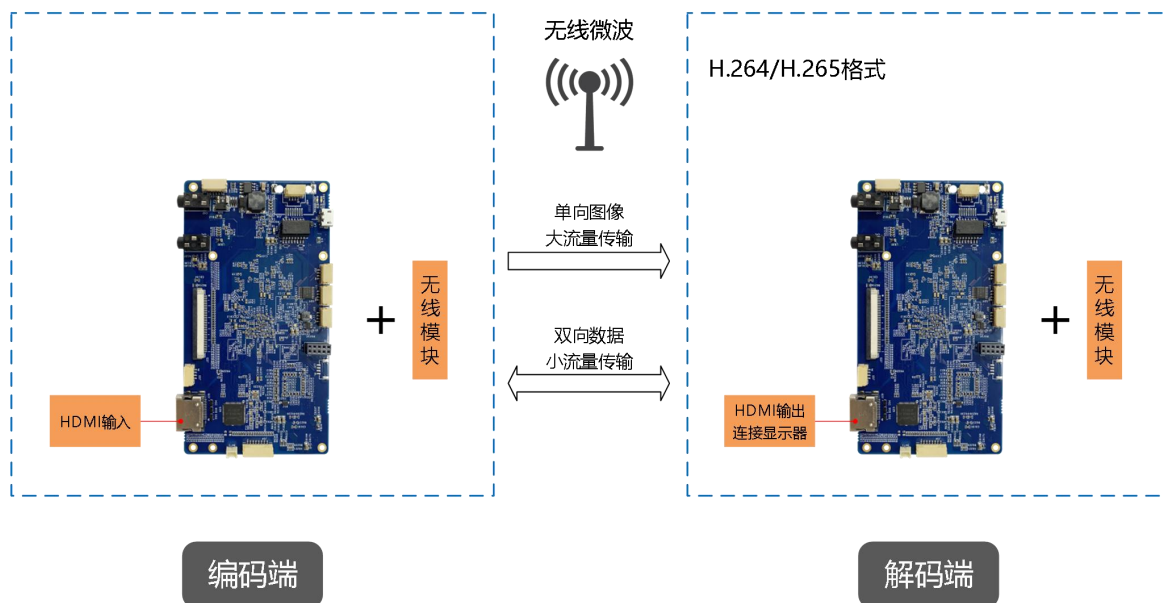 无线微波
H.264/H.265格式
单向图像
大流量传输
双向数据
小流量传输
HDMI输入
+
无线模块
HDMI输出
连接显示器
+
无线模块
编码端
解码端